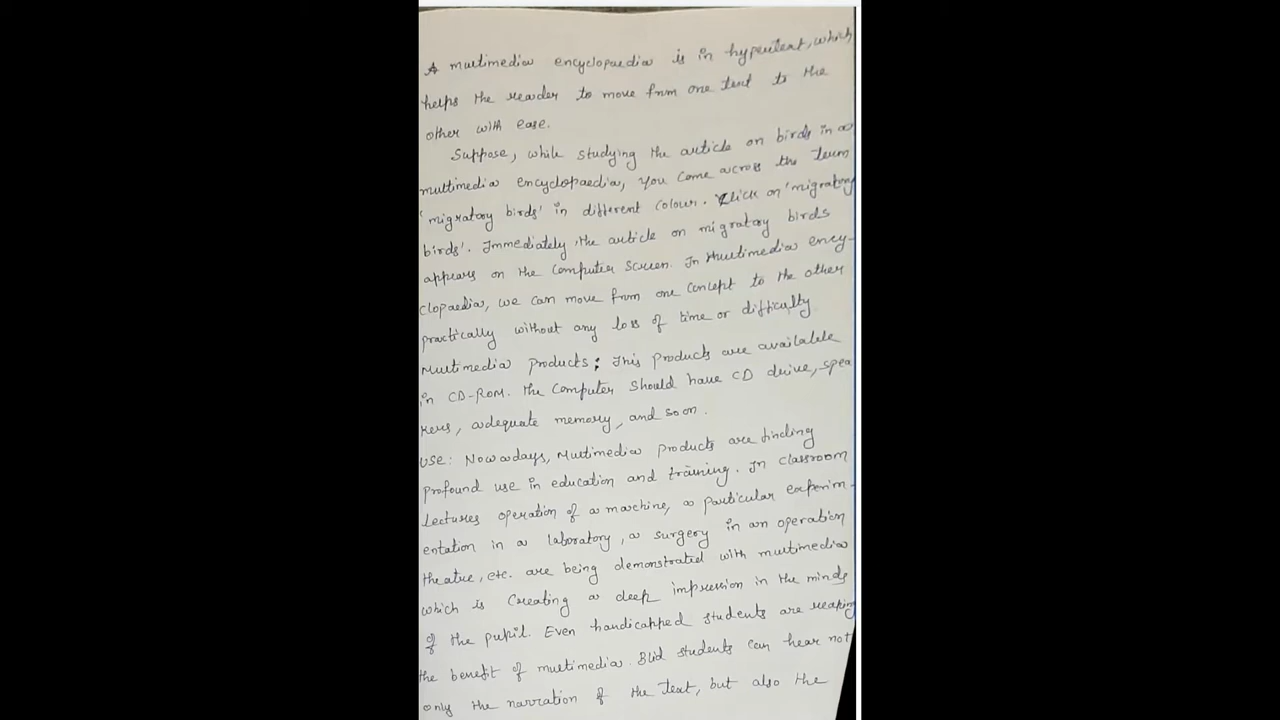 A multimedia encyclopaedia is in hypertext, which
helps the reader to move from one text to the
other with ease.
Suppose, while studying the article on birds in a
multimedia encyclopaedia, you come across the term
'migratory birds' in different colour. Click on 'migratory
birds'. Immediately, the article on migratory birds
appears on the computer screen. In Multimedia ency-
clopaedia, we can move from one concept to the other
practically without any loss of time or difficulty
Multimedia products: This products are available
in CD-ROM. The computer should have CD drive, spea
kers, adequate memory, and so on.
Use: Nowadays, Multimedia products are finding
profound use in education and training. In classroom
lectures operation of a machine, a particular experim-
entation in a laboratory, a surgery in an operation
theatre, etc. are being demonstrated with multimedia
which is creating a deep impression in the minds
of the pupil. Even handicapped students are reaping
the benefit of multimedia. Blid students can hear not
only the narration of the text, but also the